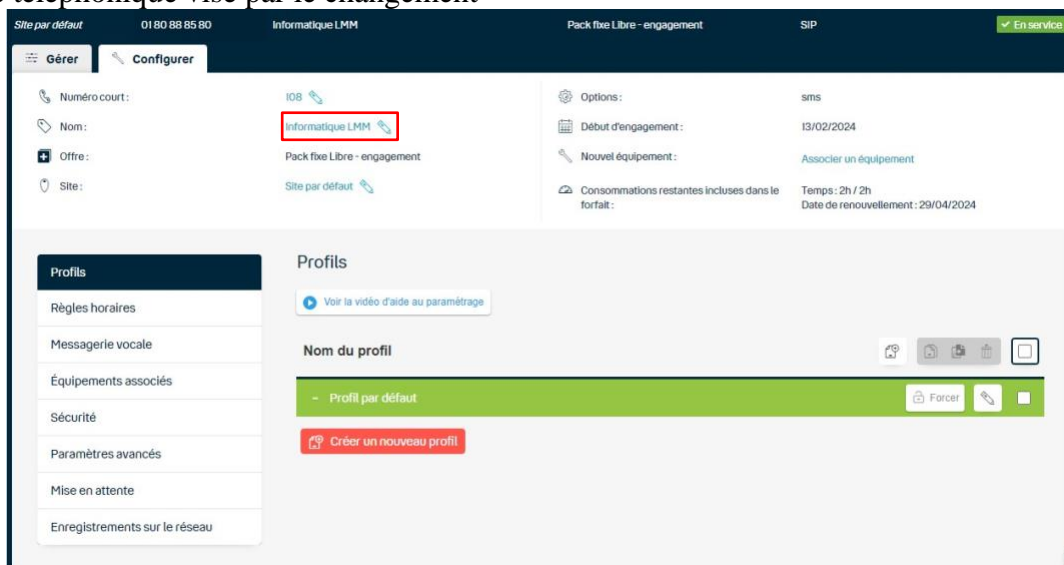 téléphonique visé par le changement
Site par défaut 01 80 88 85 80 Informatique LMM Pack fixe Libre - engagement SIP En service
Gérer Configurer
Numéro court : 108 Options : sms
Nom : Informatique LMM Début d'engagement : 13/02/2024
Offre : Pack fixe Libre - engagement Nouvel équipement : Associer un équipement
Site : Site par défaut Consommations restantes incluses dans le forfait : Temps : 2h / 2h
Date de renouvellement : 29/04/2024
Profils
Règles horaires
Messagerie vocale
Équipements associés
Sécurité
Paramètres avancés
Mise en attente
Enregistrements sur le réseau
Profils
Voir la vidéo d'aide au paramétrage
Nom du profil
- Profil par défaut Forcer
Créer un nouveau profil